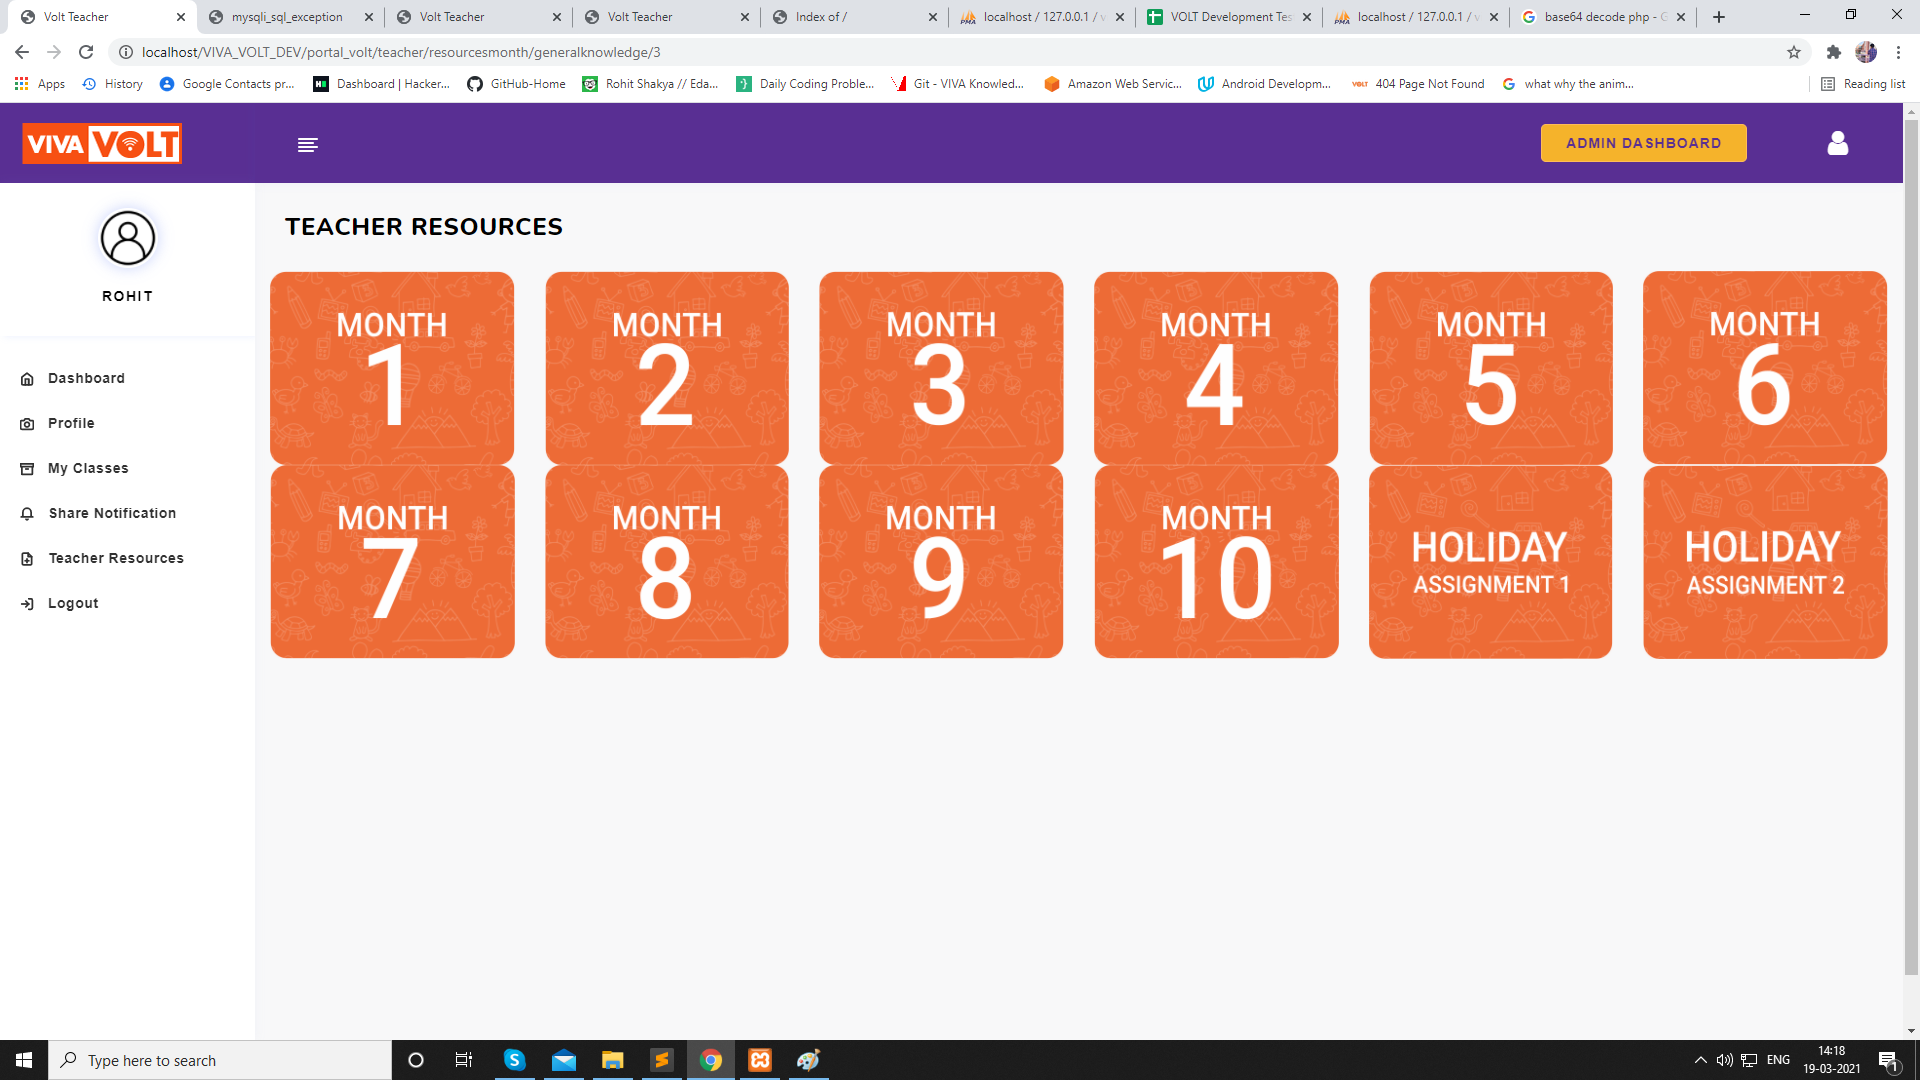 Volt Teacher
mysqli_sql_exception
Volt Teacher
Volt Teacher
Index of /
localhost / 127.0.0.1 / v
VOLT Development Tes
localhost / 127.0.0.1 / v
base64 decode php - G
localhost/VIVA_VOLT_DEV/portal_volt/teacher/resourcesmonth/generalknowledge/3
Apps
History
Google Contacts pr...
Dashboard | Hacker...
GitHub-Home
Rohit Shakya // Eda...
Daily Coding Proble...
Git - VIVA Knowled...
Amazon Web Servic...
Android Developm...
404 Page Not Found
what why the anim...
Reading list
VIVA VOLT
ADMIN DASHBOARD
ROHIT
Dashboard
Profile
My Classes
Share Notification
Teacher Resources
Logout
TEACHER RESOURCES
MONTH
1
MONTH
2
MONTH
3
MONTH
4
MONTH
5
MONTH
6
MONTH
7
MONTH
8
MONTH
9
MONTH
10
HOLIDAY
ASSIGNMENT 1
HOLIDAY
ASSIGNMENT 2
Type here to search
ENG
14:18
19-03-2021
1